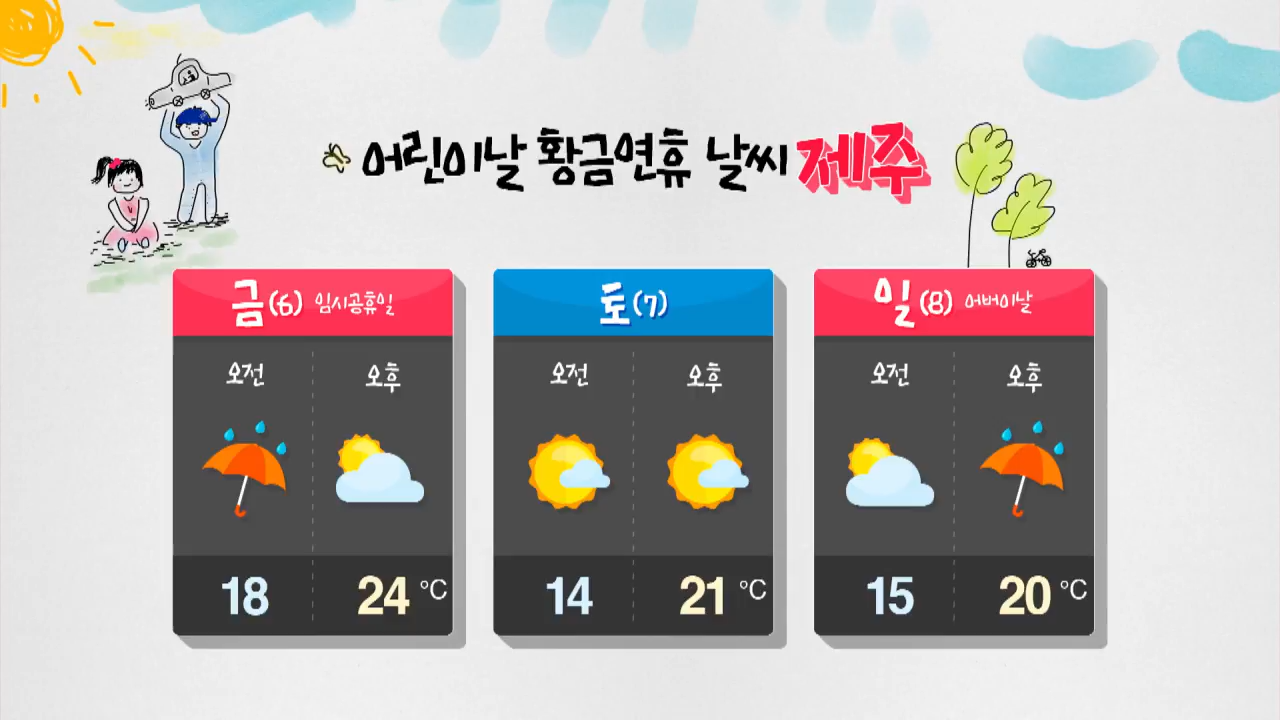 어린이날 황금연휴 날씨 제주
금(6) 임시공휴일
토(7)
일(8) 어버이날
오전 오후
오전 오후
오전 오후
18 24 °C
14 21 °C
15 20 °C